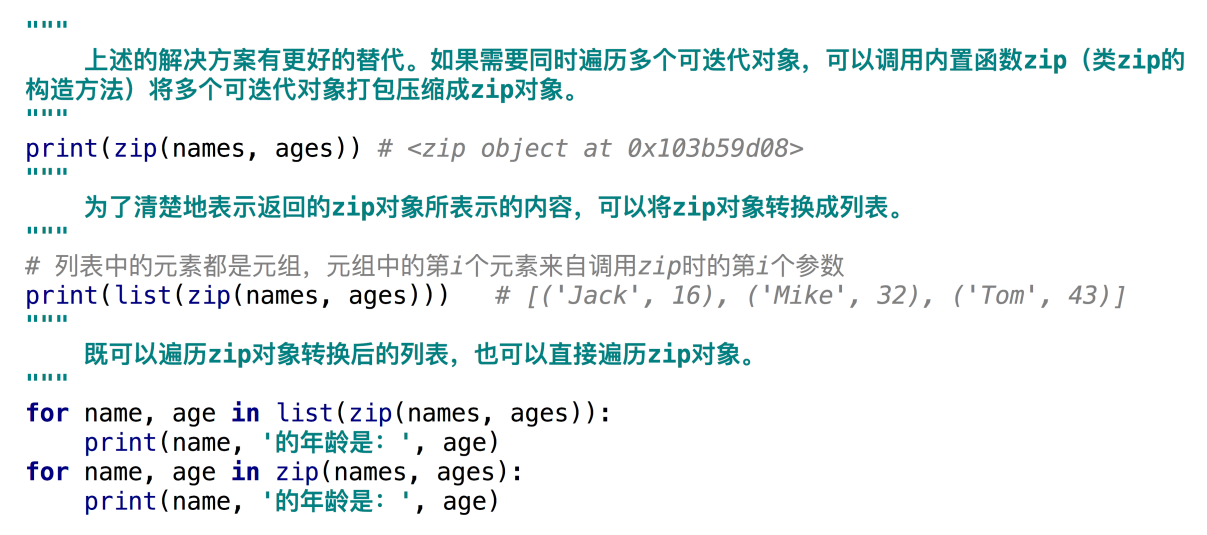 """
    上述的解决方案有更好的替代。如果需要同时遍历多个可迭代对象，可以调用内置函数zip（类zip的
构造方法）将多个可迭代对象打包压缩成zip对象。
"""
print(zip(names, ages)) # <zip object at 0x103b59d08>
"""
    为了清楚地表示返回的zip对象所表示的内容，可以将zip对象转换成列表。
"""
# 列表中的元素都是元组，元组中的第i个元素来自调用zip时的第i个参数
print(list(zip(names, ages)))   # [('Jack', 16), ('Mike', 32), ('Tom', 43)]
"""
    既可以遍历zip对象转换后的列表，也可以直接遍历zip对象。
"""
for name, age in list(zip(names, ages)):
    print(name, '的年龄是：', age)
for name, age in zip(names, ages):
    print(name, '的年龄是：', age)